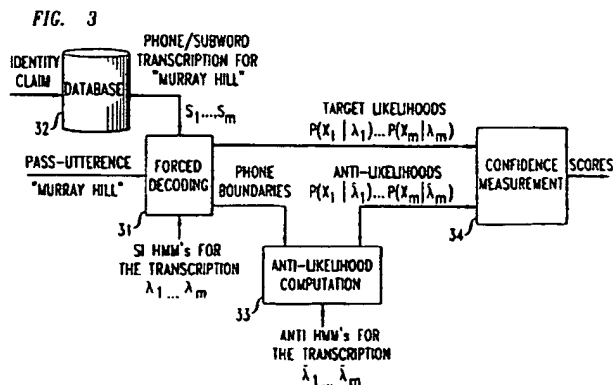 FIG. 3
IDENTITY
CLAIM
DATABASE
32
PHONE/SUBWORD
TRANSCRIPTION FOR
"MURRAY HILL"
S₁....Sₘ
PASS-UTTERENCE
"MURRAY HILL"
FORCED
DECODING
31
SI HMM's FOR
THE TRANSCRIPTION
λ₁... λₘ
PHONE
BOUNDARIES
TARGET LIKELIHOODS
P(X₁ | λ₁)... P(Xₘ|λₘ)
ANTI-LIKELIHOODS
P(X₁ | λ̄₁)... P(Xₘ|λ̄ₘ)
ANTI-LIKELIHOOD
COMPUTATION
33
ANTI HMM's FOR
THE TRANSCRIPTION
λ̄₁... λ̄ₘ
CONFIDENCE
MEASUREMENT
34
SCORES